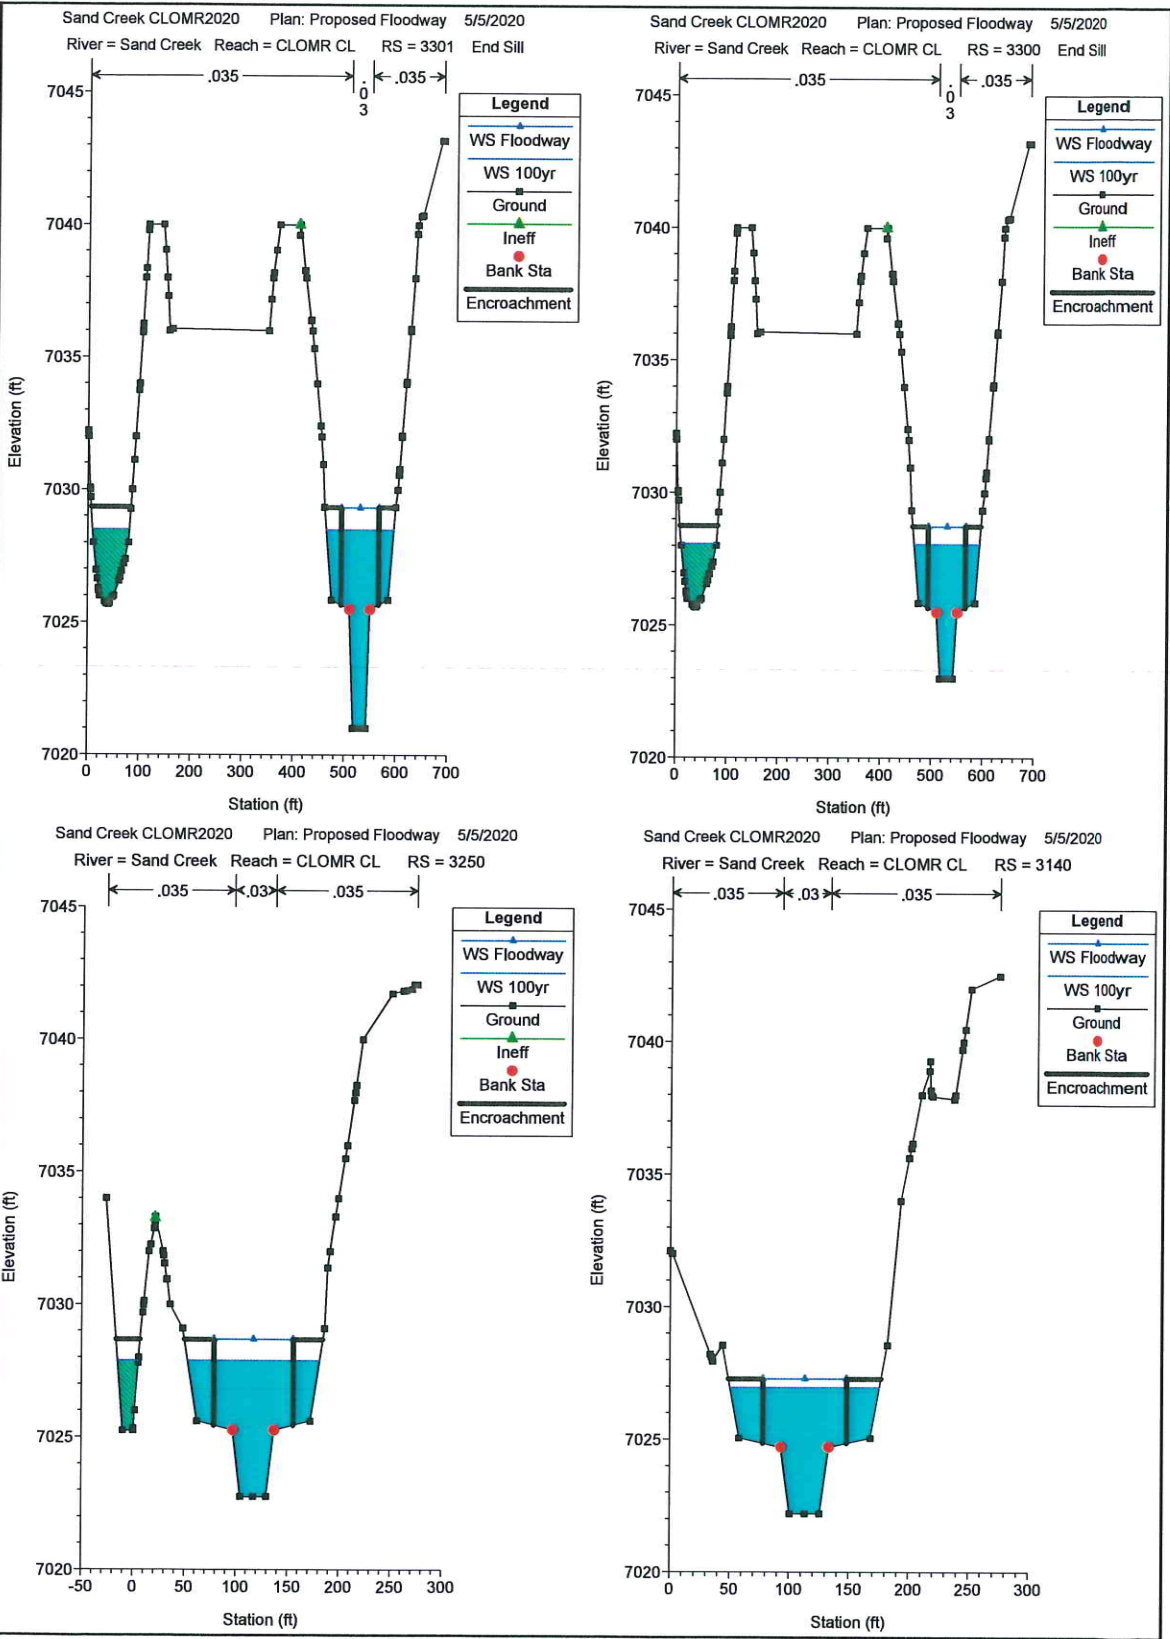 Sand Creek CLOMR2020 Plan: Proposed Floodway 5/5/2020
River = Sand Creek Reach = CLOMR CL RS = 3301 End Sill
.035 .03 .035
Legend
WS Floodway
WS 100yr
Ground
Ineff
Bank Sta
Encroachment
7045
7040
7035
7030
7025
7020
Elevation (ft)
0 100 200 300 400 500 600 700
Station (ft)
Sand Creek CLOMR2020 Plan: Proposed Floodway 5/5/2020
River = Sand Creek Reach = CLOMR CL RS = 3300 End Sill
.035 .03 .035
Legend
WS Floodway
WS 100yr
Ground
Ineff
Bank Sta
Encroachment
7045
7040
7035
7030
7025
7020
Elevation (ft)
0 100 200 300 400 500 600 700
Station (ft)
Sand Creek CLOMR2020 Plan: Proposed Floodway 5/5/2020
River = Sand Creek Reach = CLOMR CL RS = 3250
.035 .03 .035
Legend
WS Floodway
WS 100yr
Ground
Ineff
Bank Sta
Encroachment
7045
7040
7035
7030
7025
7020
Elevation (ft)
-50 0 50 100 150 200 250 300
Station (ft)
Sand Creek CLOMR2020 Plan: Proposed Floodway 5/5/2020
River = Sand Creek Reach = CLOMR CL RS = 3140
.035 .03 .035
Legend
WS Floodway
WS 100yr
Ground
Bank Sta
Encroachment
7045
7040
7035
7030
7025
7020
Elevation (ft)
0 50 100 150 200 250 300
Station (ft)